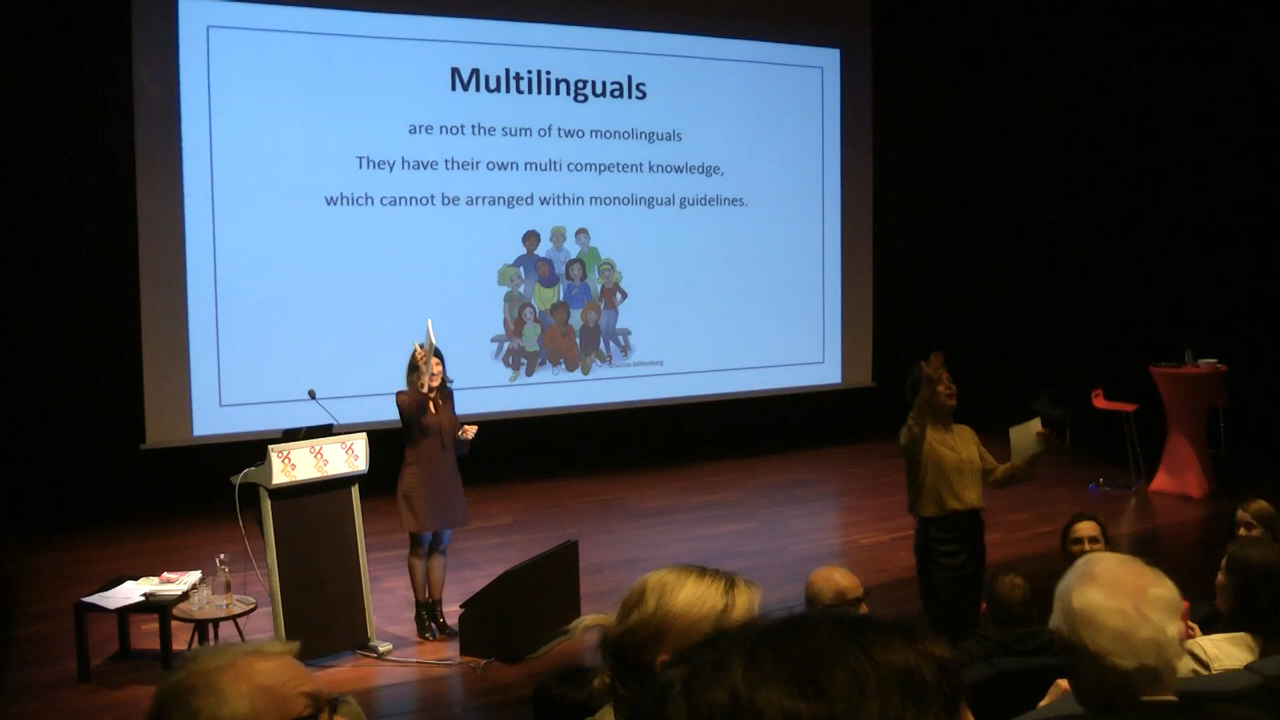 Multilinguals
are not the sum of two monolinguals
They have their own multi competent knowledge,
which cannot be arranged within monolingual guidelines.